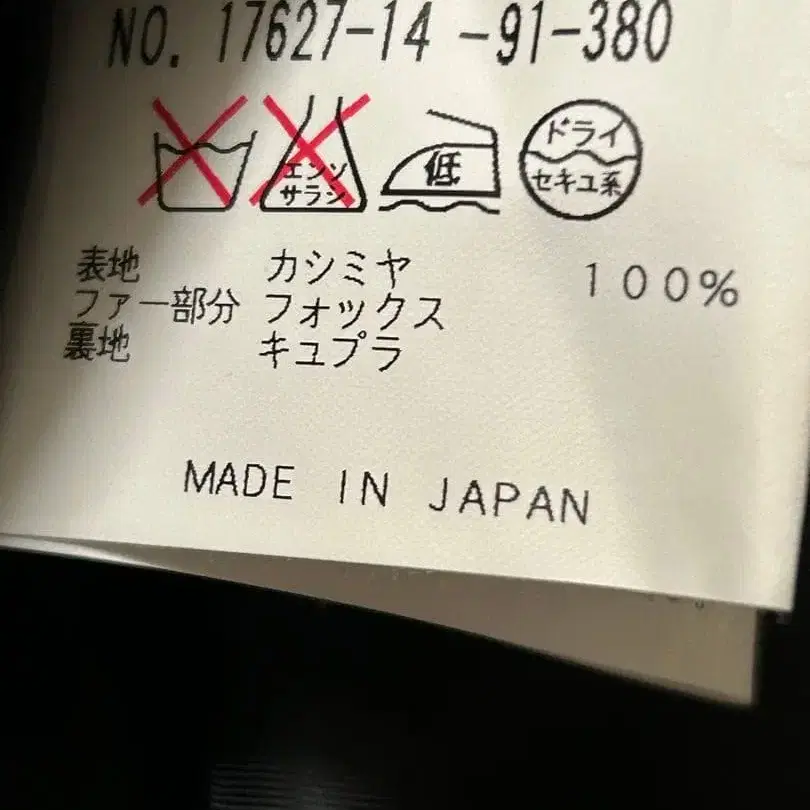 NO. 17627-14 -91-380
エンソ
サラシ
低
ドライ
セキユ系
表地 カシミヤ 100%
ファー部分 フォックス
裏地 キュプラ
MADE IN JAPAN